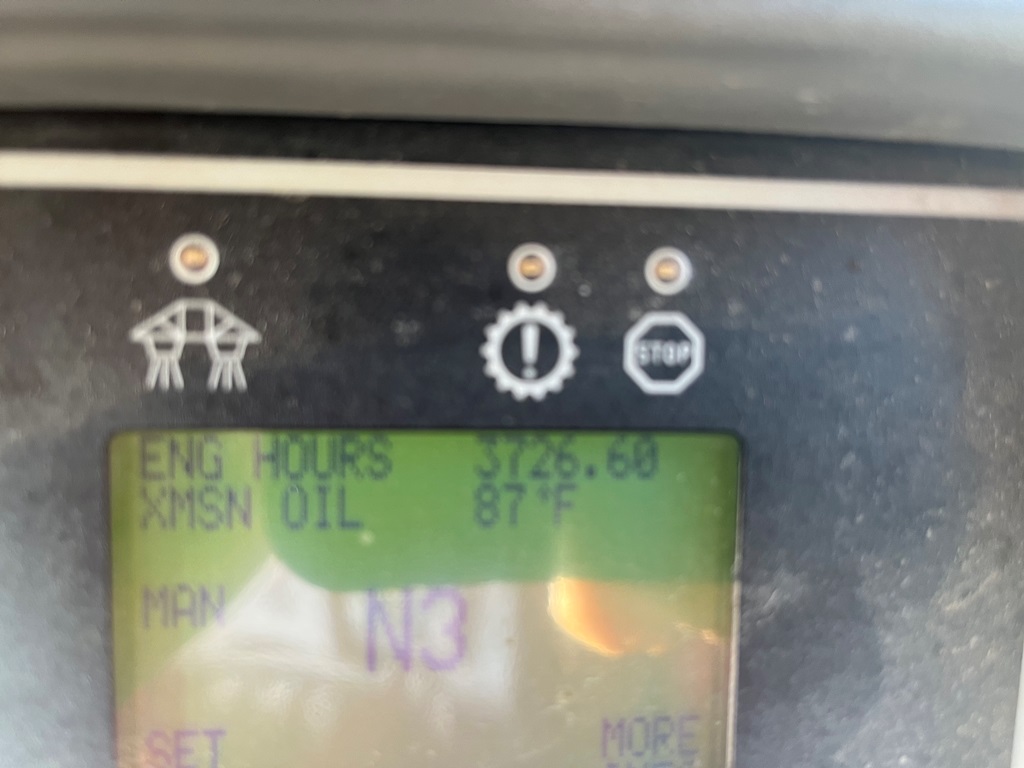 STOP
ENG HOURS 3726.60
XMSN OIL 87°F
MAN N3
SET MORE